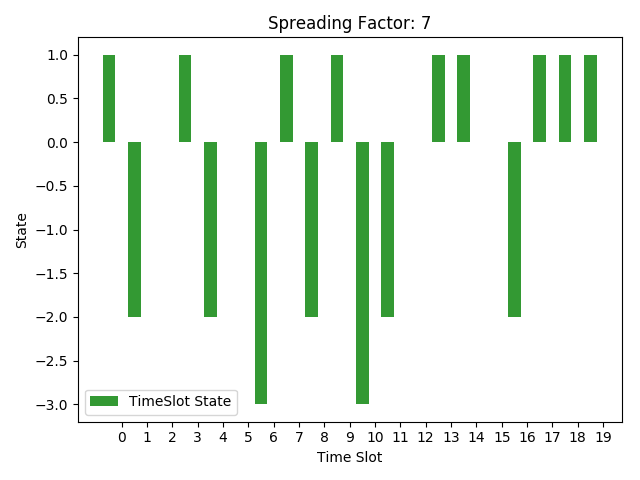 Spreading Factor: 7
1.0
0.5
0.0
−0.5
−1.0
−1.5
−2.0
−2.5
−3.0
State
TimeSlot State
0 1 2 3 4 5 6 7 8 9 10 11 12 13 14 15 16 17 18 19
Time Slot